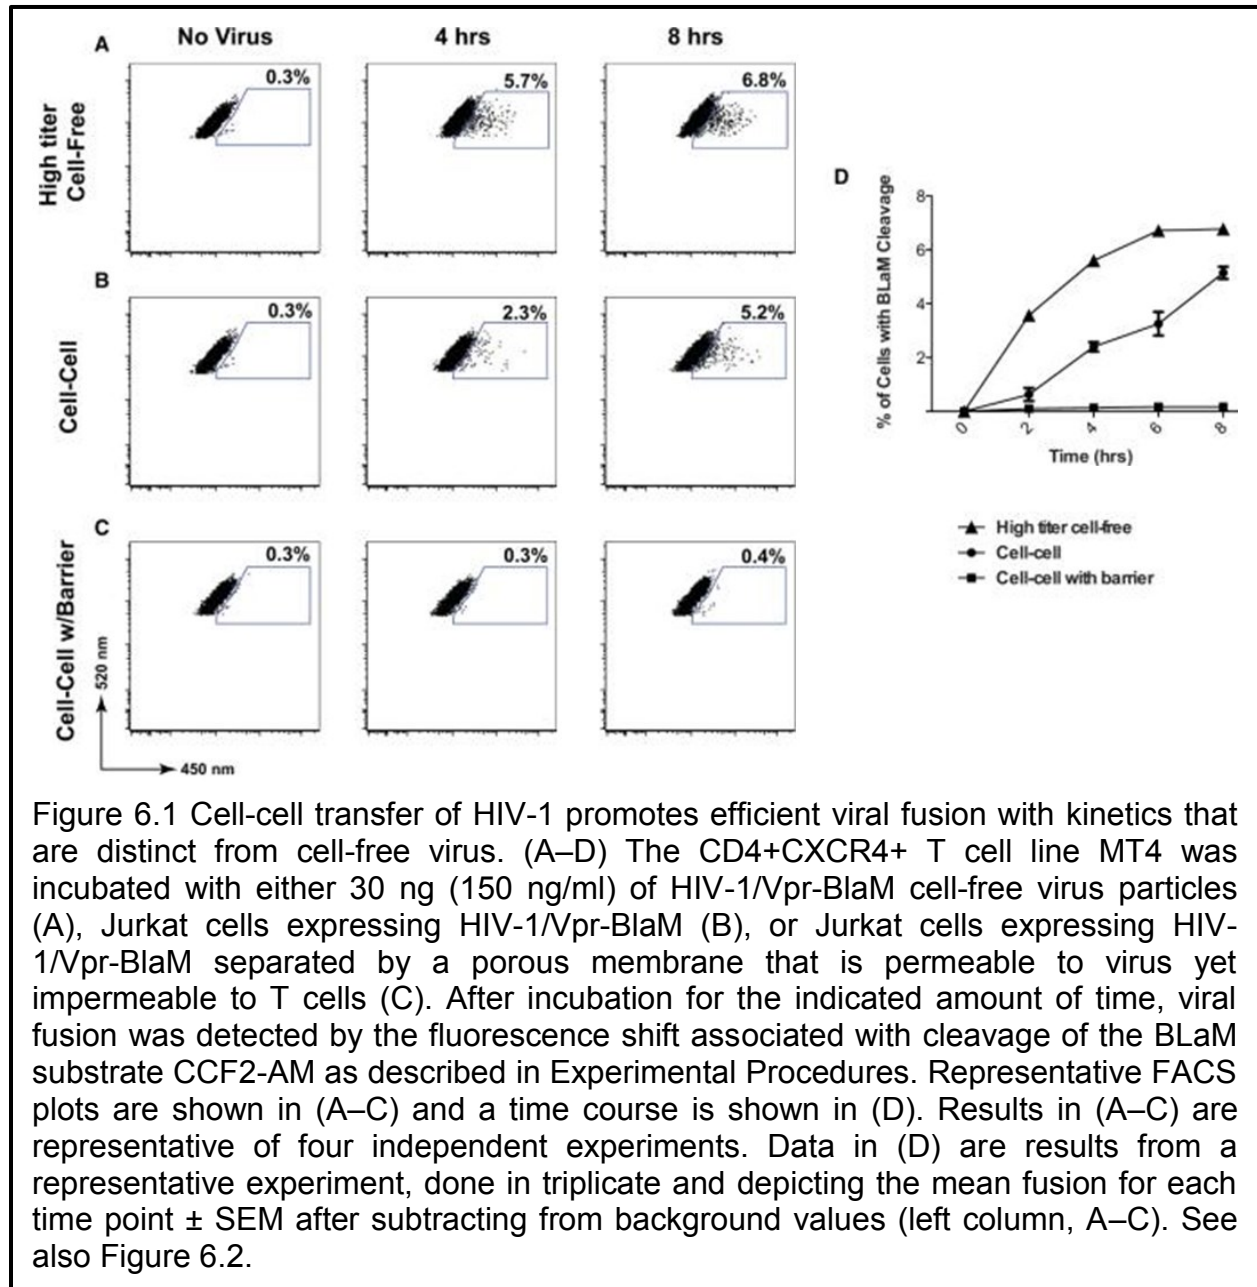 A
No Virus
4 hrs
8 hrs
High titer
Cell-Free
0.3%
5.7%
6.8%
B
Cell-Cell
0.3%
2.3%
5.2%
C
Cell-Cell w/Barrier
0.3%
0.3%
0.4%
520 nm
450 nm
D
% of Cells with BLaM Cleavage
8
6
4
2
0
2
4
6
8
Time (hrs)
High titer cell-free
Cell-cell
Cell-cell with barrier
Figure 6.1 Cell-cell transfer of HIV-1 promotes efficient viral fusion with kinetics that
are distinct from cell-free virus. (A–D) The CD4+CXCR4+ T cell line MT4 was
incubated with either 30 ng (150 ng/ml) of HIV-1/Vpr-BlaM cell-free virus particles
(A), Jurkat cells expressing HIV-1/Vpr-BlaM (B), or Jurkat cells expressing HIV-
1/Vpr-BlaM separated by a porous membrane that is permeable to virus yet
impermeable to T cells (C). After incubation for the indicated amount of time, viral
fusion was detected by the fluorescence shift associated with cleavage of the BLaM
substrate CCF2-AM as described in Experimental Procedures. Representative FACS
plots are shown in (A–C) and a time course is shown in (D). Results in (A–C) are
representative of four independent experiments. Data in (D) are results from a
representative experiment, done in triplicate and depicting the mean fusion for each
time point ± SEM after subtracting from background values (left column, A–C). See
also Figure 6.2.